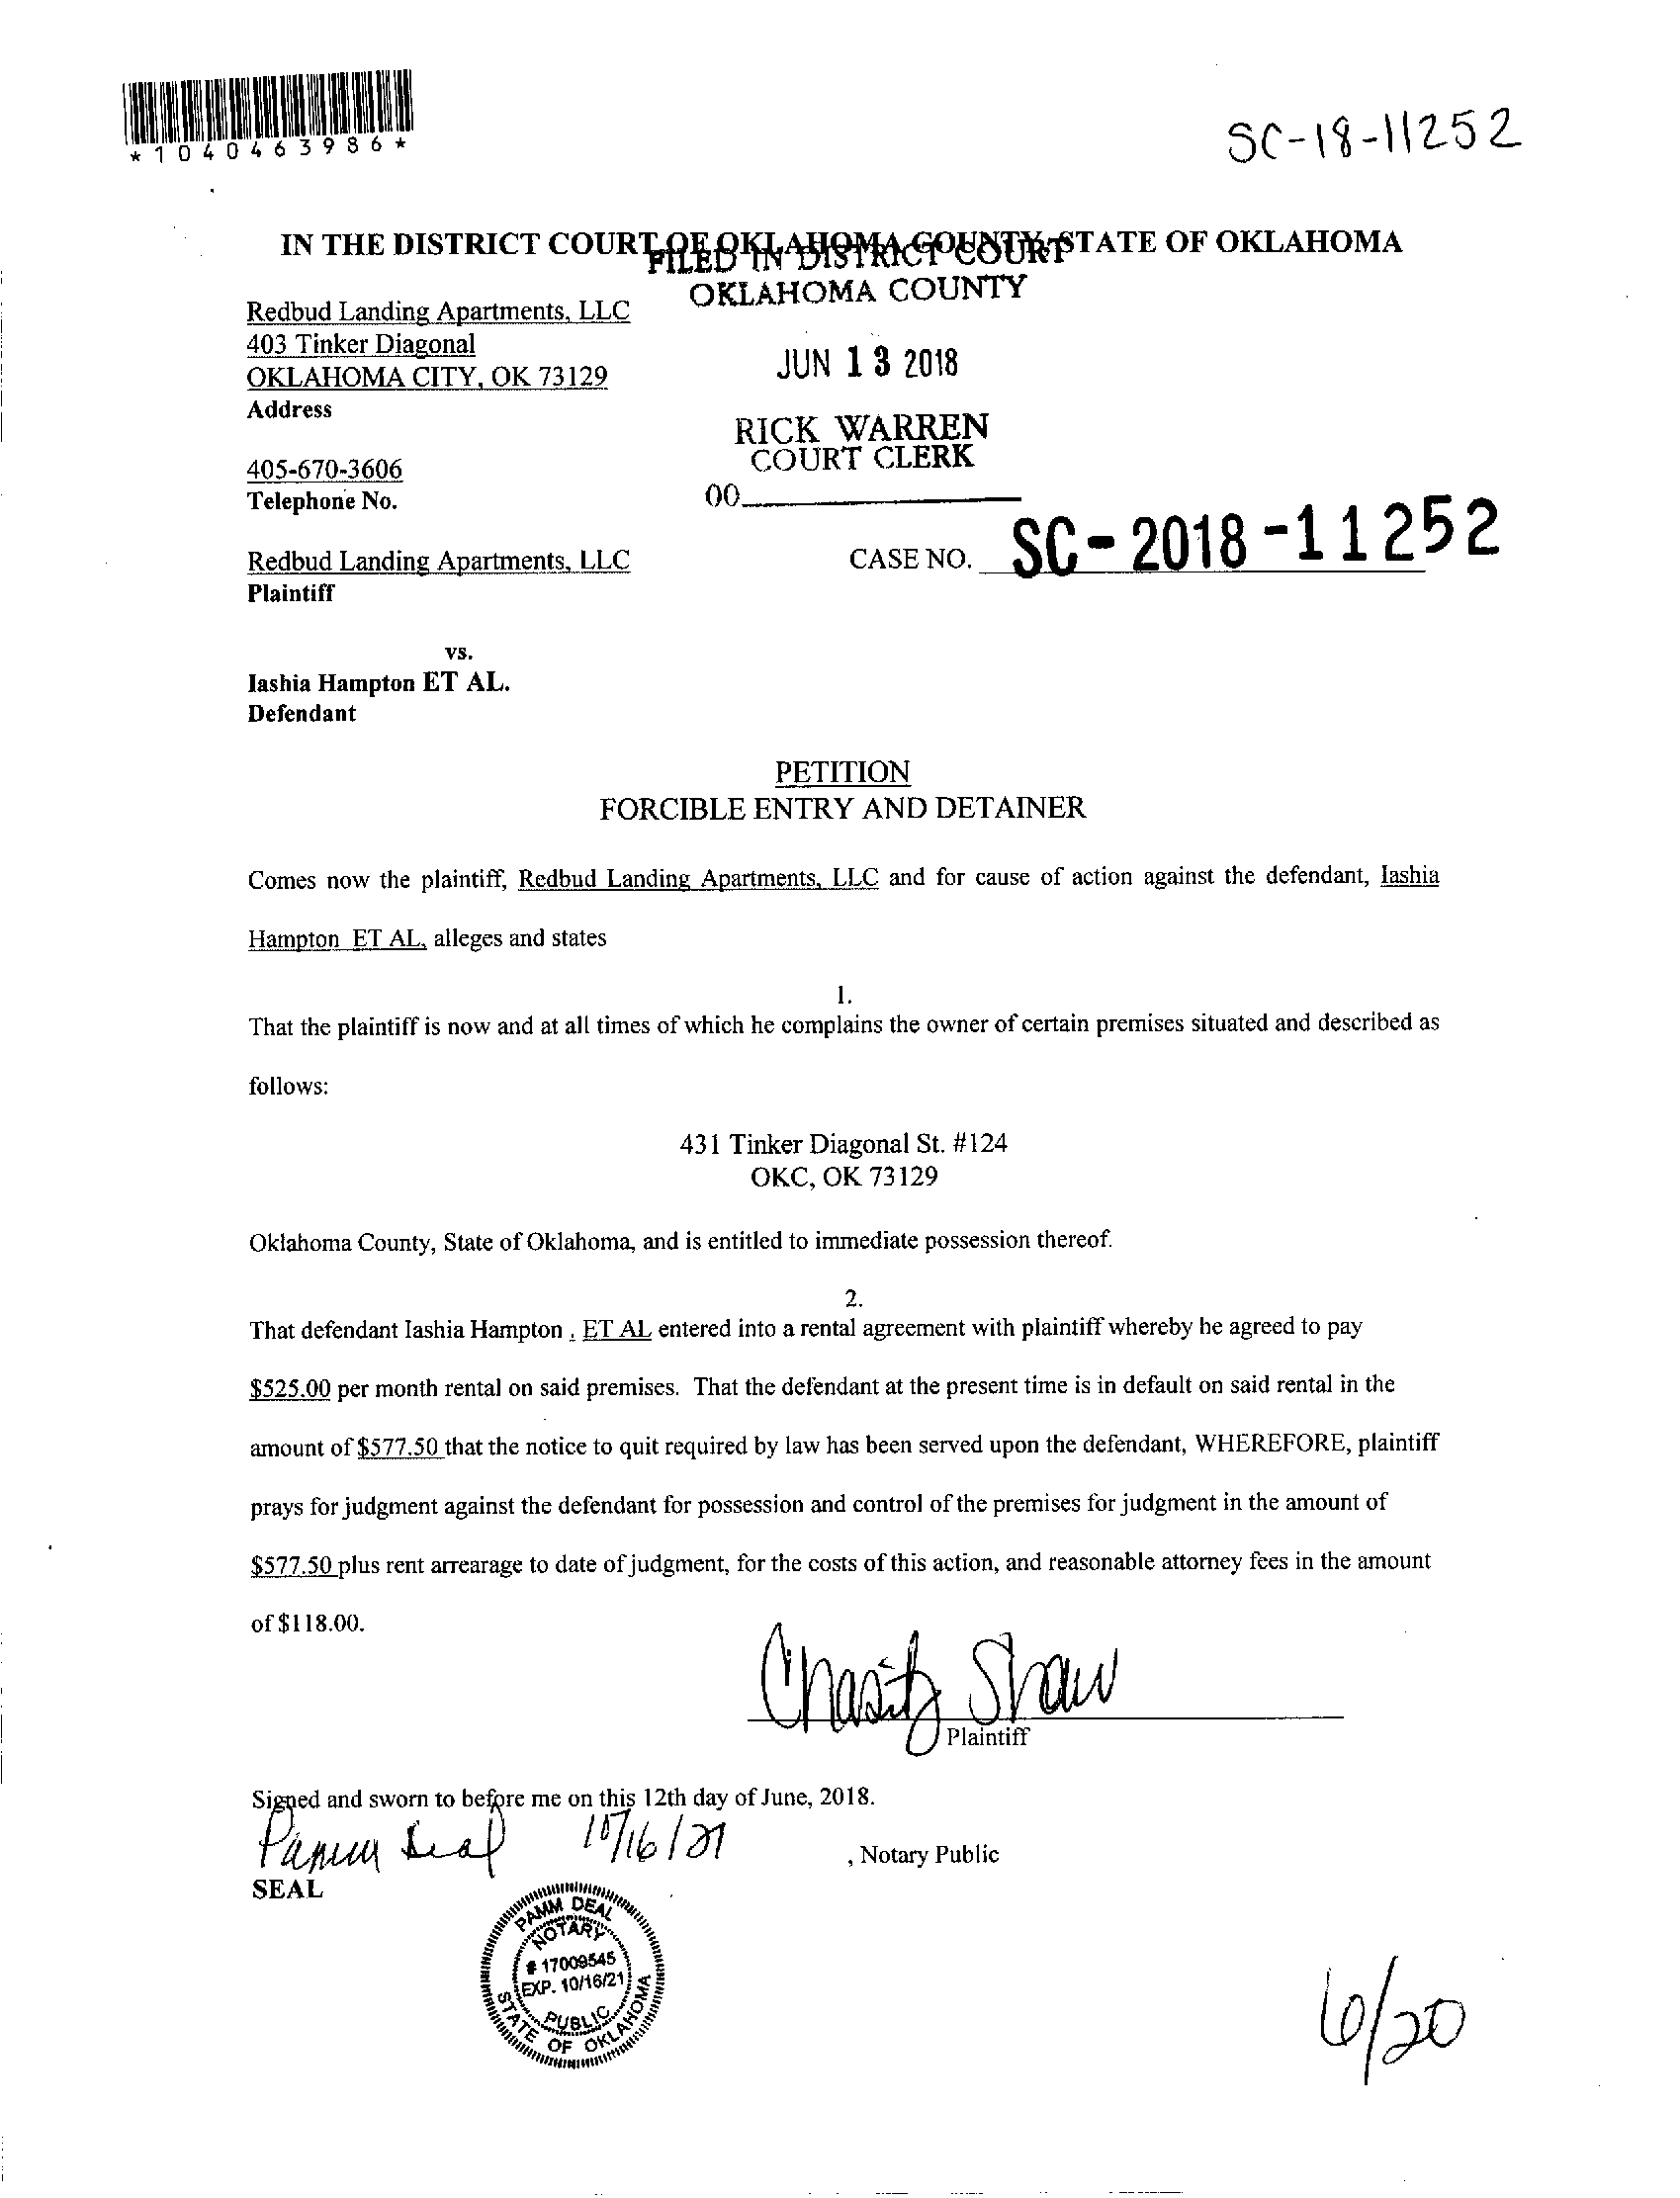 *1040463986*
SC-18-11252
IN THE DISTRICT COURT OF OKLAHOMA COUNTY STATE OF OKLAHOMA
FILED IN DISTRICT COURT
OKLAHOMA COUNTY
Redbud Landing Apartments, LLC
403 Tinker Diagonal
OKLAHOMA CITY, OK 73129
Address
JUN 13 2018
RICK WARREN
COURT CLERK
405-670-3606
Telephone No.
00
CASE NO. SC-2018-11252
Redbud Landing Apartments, LLC
Plaintiff
vs.
Iashia Hampton ET AL.
Defendant
PETITION
FORCIBLE ENTRY AND DETAINER
Comes now the plaintiff, Redbud Landing Apartments, LLC and for cause of action against the defendant, Iashia
Hampton ET AL, alleges and states
1.
That the plaintiff is now and at all times of which he complains the owner of certain premises situated and described as
follows:
431 Tinker Diagonal St. #124
OKC, OK 73129
Oklahoma County, State of Oklahoma, and is entitled to immediate possession thereof.
2.
That defendant Iashia Hampton , ET AL entered into a rental agreement with plaintiff whereby he agreed to pay
$525.00 per month rental on said premises. That the defendant at the present time is in default on said rental in the
amount of $577.50 that the notice to quit required by law has been served upon the defendant, WHEREFORE, plaintiff
prays for judgment against the defendant for possession and control of the premises for judgment in the amount of
$577.50 plus rent arrearage to date of judgment, for the costs of this action, and reasonable attorney fees in the amount
of $118.00.
Chasity Shaw
Plaintiff
Signed and sworn to before me on this 12th day of June, 2018.
Pamm Deal 10/16/21 , Notary Public
SEAL
PAMM DEAL
NOTARY
# 17009545
EXP. 10/16/21
PUBLIC
STATE OF OKLAHOMA
6/20